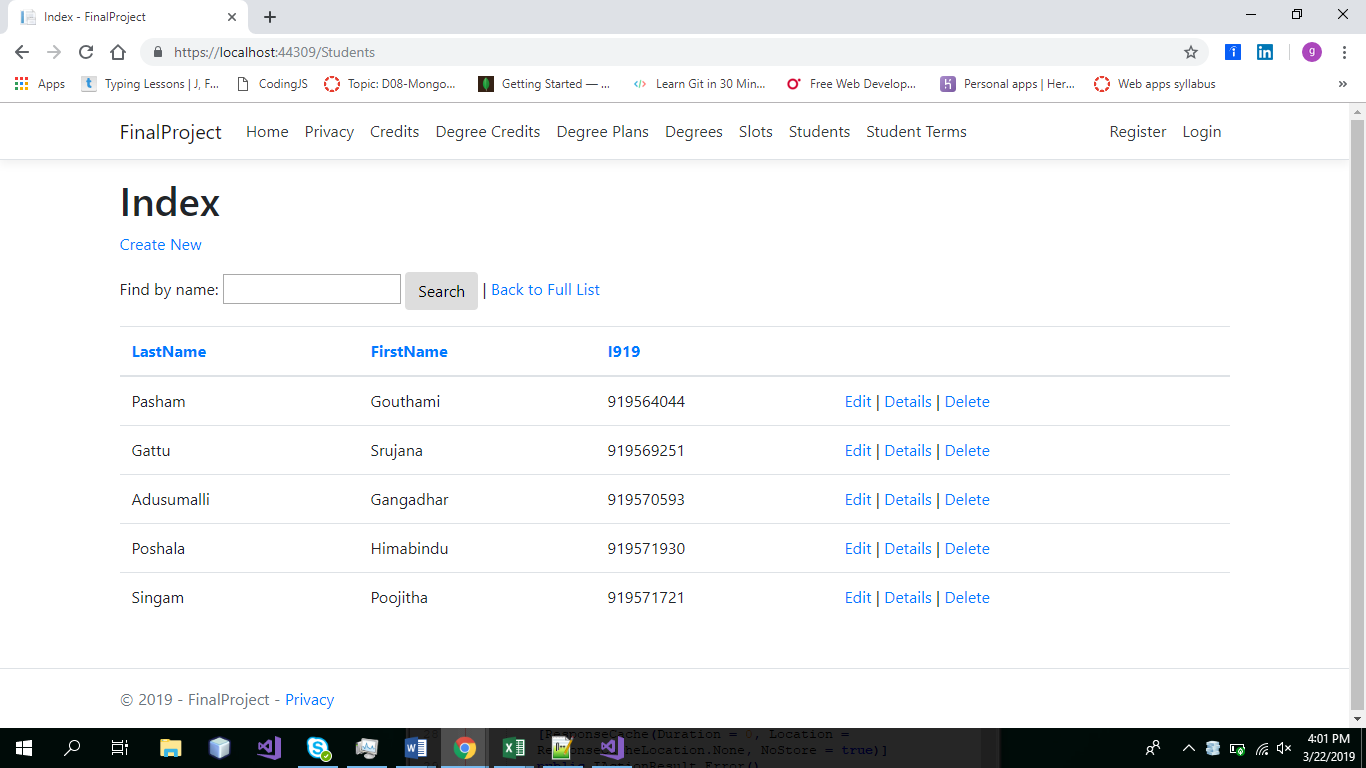 Index - FinalProject
https://localhost:44309/Students
g
Apps Typing Lessons | J, F... CodingJS Topic: D08-Mongo... Getting Started — ... Learn Git in 30 Min... Free Web Develop... Personal apps | Her... Web apps syllabus »
FinalProject Home Privacy Credits Degree Credits Degree Plans Degrees Slots Students Student Terms Register Login
Index
Create New
Find by name: Search | Back to Full List
LastName FirstName I919
Pasham Gouthami 919564044 Edit | Details | Delete
Gattu Srujana 919569251 Edit | Details | Delete
Adusumalli Gangadhar 919570593 Edit | Details | Delete
Poshala Himabindu 919571930 Edit | Details | Delete
Singam Poojitha 919571721 Edit | Details | Delete
© 2019 - FinalProject - Privacy
[ResponseCache(Duration = 0, Location =
NoStore = true)]
4:01 PM
3/22/2019